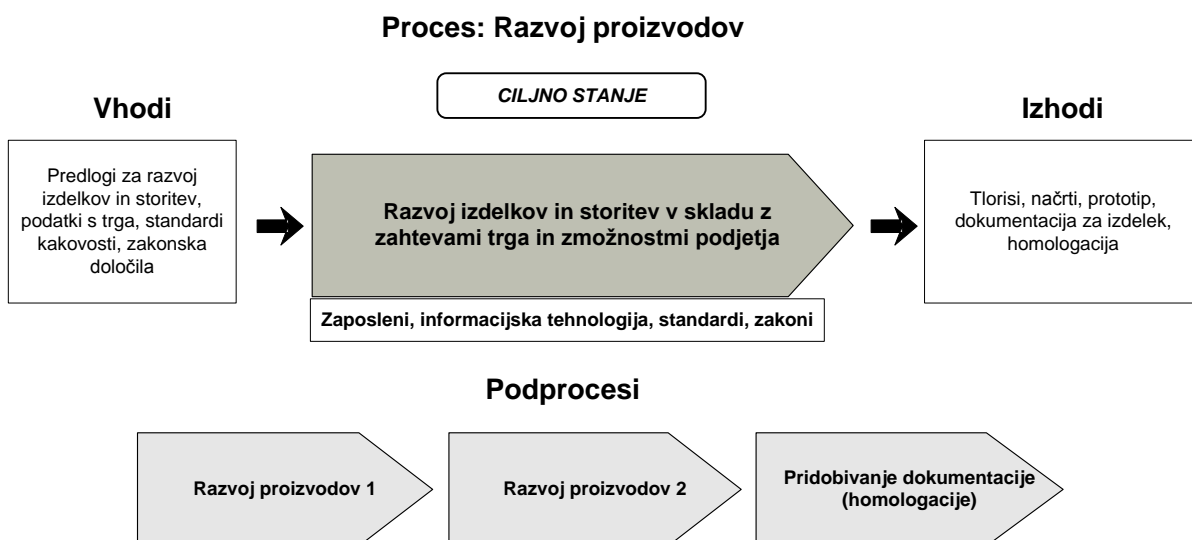 Proces: Razvoj proizvodov
CILJNO STANJE
Vhodi
Izhodi
Predlogi za razvoj
izdelkov in storitev,
podatki s trga, standardi
kakovosti, zakonska
določila
Razvoj izdelkov in storitev v skladu z
zahtevami trga in zmožnostmi podjetja
Tlorisi, načrti, prototip,
dokumentacija za izdelek,
homologacija
Zaposleni, informacijska tehnologija, standardi, zakoni
Podprocesi
Razvoj proizvodov 1
Razvoj proizvodov 2
Pridobivanje dokumentacije
(homologacije)